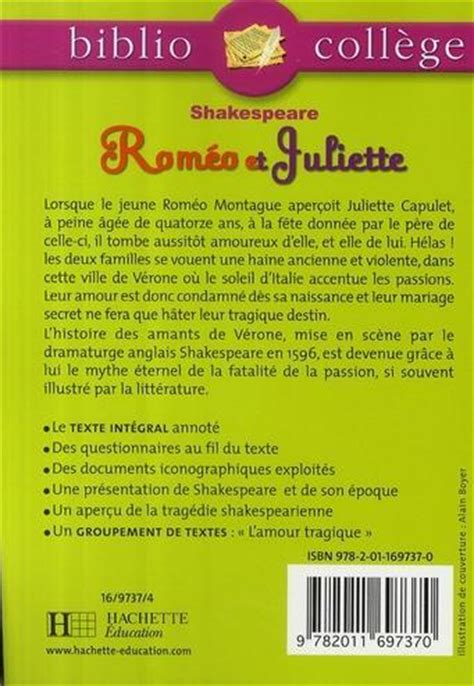 biblio collège
Shakespeare
Roméo et Juliette
Lorsque le jeune Roméo Montague aperçoit Juliette Capulet,
à peine âgée de quatorze ans, à la fête donnée par le père de
celle-ci, il tombe aussitôt amoureux d'elle, et elle de lui. Hélas !
les deux familles se vouent une haine ancienne et violente, dans
cette ville de Vérone où le soleil d'Italie accentue les passions.
Leur amour est donc condamné dès sa naissance et leur mariage
secret ne fera que hâter leur tragique destin.
L'histoire des amants de Vérone, mise en scène par le
dramaturge anglais Shakespeare en 1596, est devenue grâce à
lui le mythe éternel de la fatalité de la passion, si souvent
illustré par la littérature.
• Le TEXTE INTÉGRAL annoté
• Des questionnaires au fil du texte
• Des documents iconographiques exploités
• Une présentation de Shakespeare et de son époque
• Un aperçu de la tragédie shakespearienne
• Un GROUPEMENT DE TEXTES : « L'amour tragique »
ISBN 978-2-01-169737-0
16/9737/4
HACHETTE
Éducation
www.hachette-education.com
9 782011 697370
Illustration de couverture : Alain Boyer